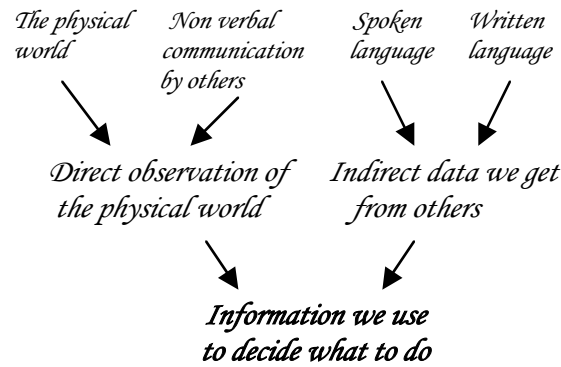 The physical
world
Non verbal
communication
by others
Spoken
language
Written
language
Direct observation of
the physical world
Indirect data we get
from others
Information we use
to decide what to do